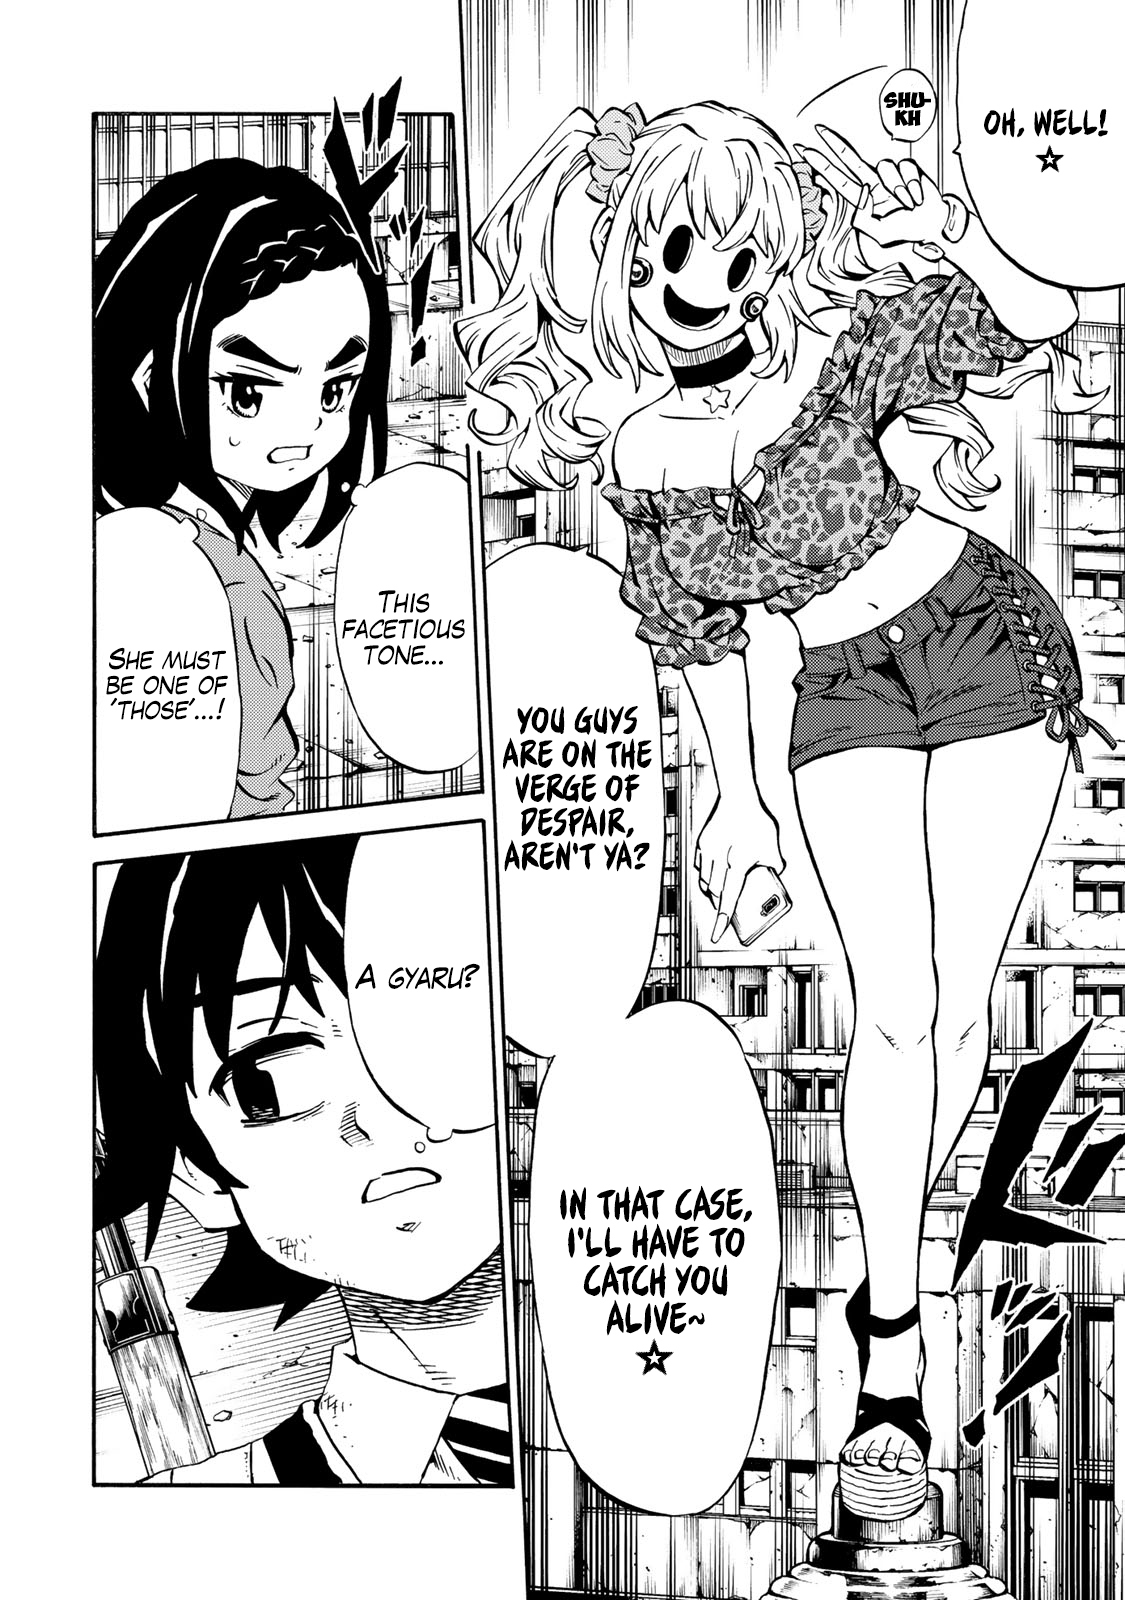 OH, WELL!
☆
SHU-
KH
YOU GUYS
ARE ON THE
VERGE OF
DESPAIR,
AREN'T YA?
IN THAT CASE,
I'LL HAVE TO
CATCH YOU
ALIVE~
☆
THIS
FACETIOUS
TONE...
SHE MUST
BE ONE OF
'THOSE'...!
A GYARU?